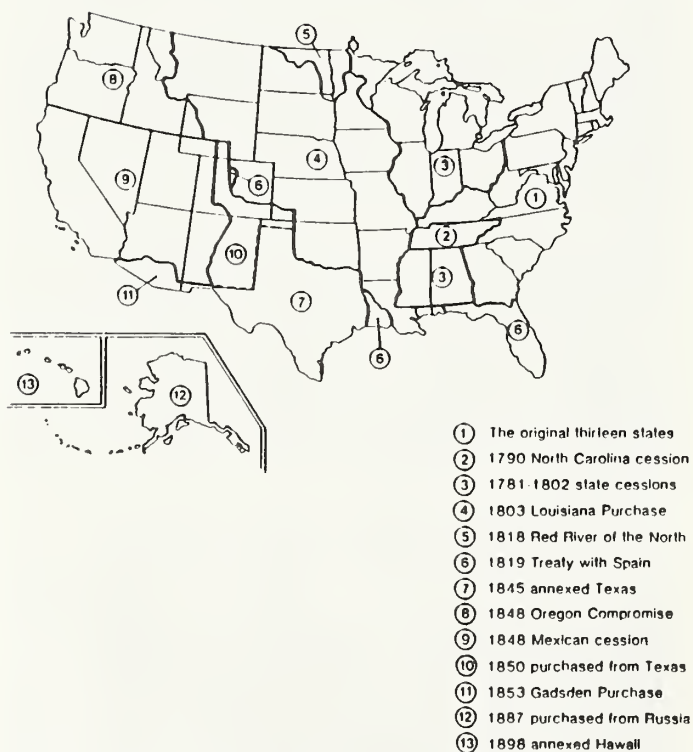 ⑤
⑧
④
③
⑨
⑥
①
②
⑩
③
⑪
⑦
⑥
⑥
⑬
⑫
① The original thirteen states
② 1790 North Carolina cession
③ 1781-1802 state cessions
④ 1803 Louisiana Purchase
⑤ 1818 Red River of the North
⑥ 1819 Treaty with Spain
⑦ 1845 annexed Texas
⑧ 1848 Oregon Compromise
⑨ 1848 Mexican cession
⑩ 1850 purchased from Texas
⑪ 1853 Gadsden Purchase
⑫ 1887 purchased from Russia
⑬ 1898 annexed Hawaii